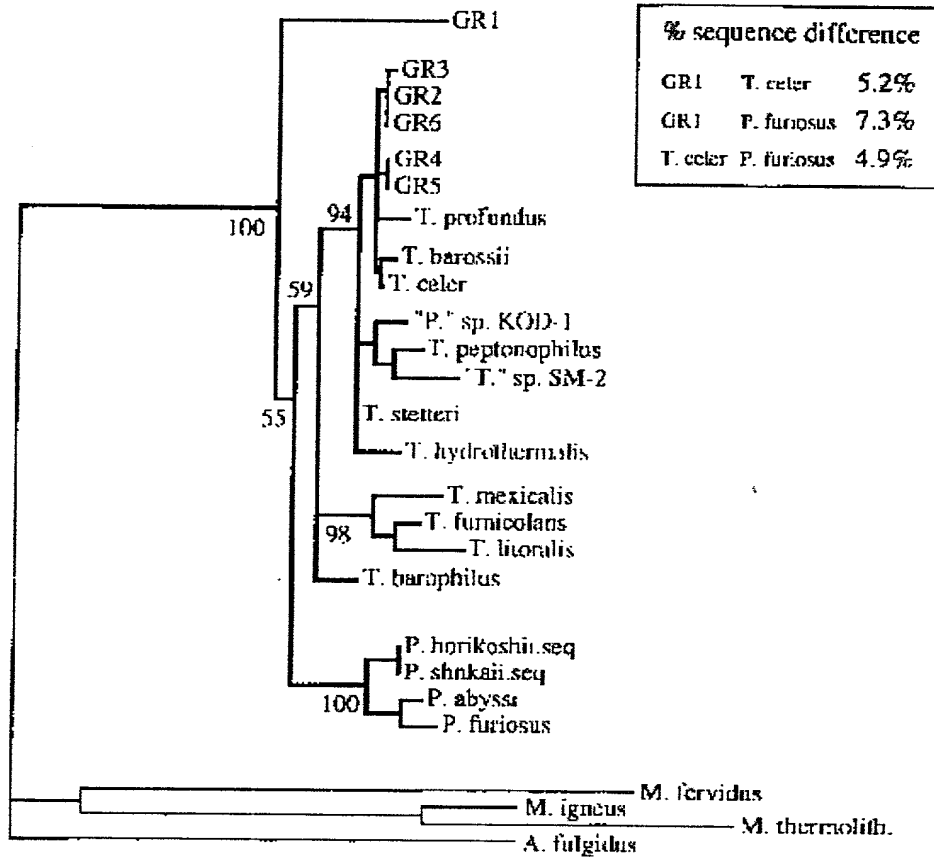 GR1
% sequence difference
GR1 T. celer 5.2%
GR1 P. furiosus 7.3%
T. celer P. furiosus 4.9%
GR3
GR2
GR6
GR4
GR5
94
T. profundus
100
T. barossii
T. celer
59
"P." sp. KOD-1
T. peptonophilus
"T." sp. SM-2
55
T. stetteri
T. hydrothermalis
T. mexicalis
T. fumicolans
98
T. litoralis
T. barophilus
P. horikoshii.seq
P. shnkaii.seq
100
P. abyssi
P. furiosus
M. fervidus
M. igneus
M. thermolith.
A. fulgidus